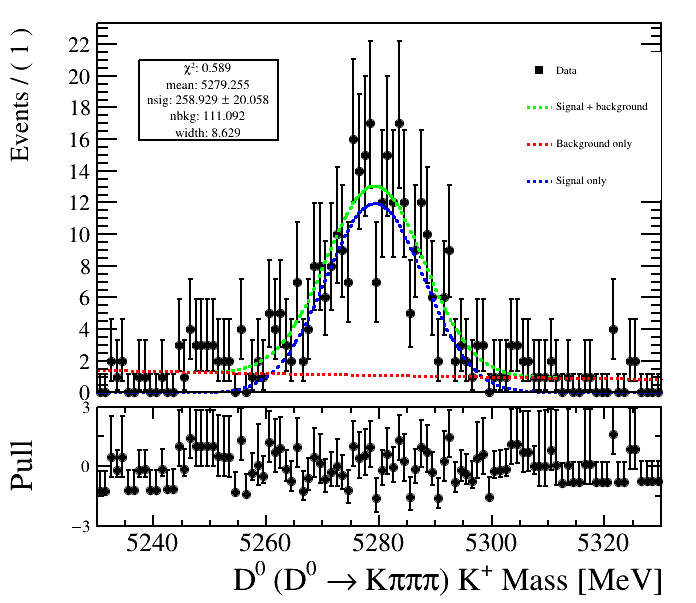 Events / ( 1 )
22
20
18
16
14
12
10
8
6
4
2
0
χ²: 0.589
mean: 5279.255
nsig: 258.929 ± 20.058
nbkg: 111.092
width: 8.629
Data
Signal + background
Background only
Signal only
Pull
3
0
−3
5240 5260 5280 5300 5320
D⁰ (D⁰ → Kπππ) K⁺ Mass [MeV]